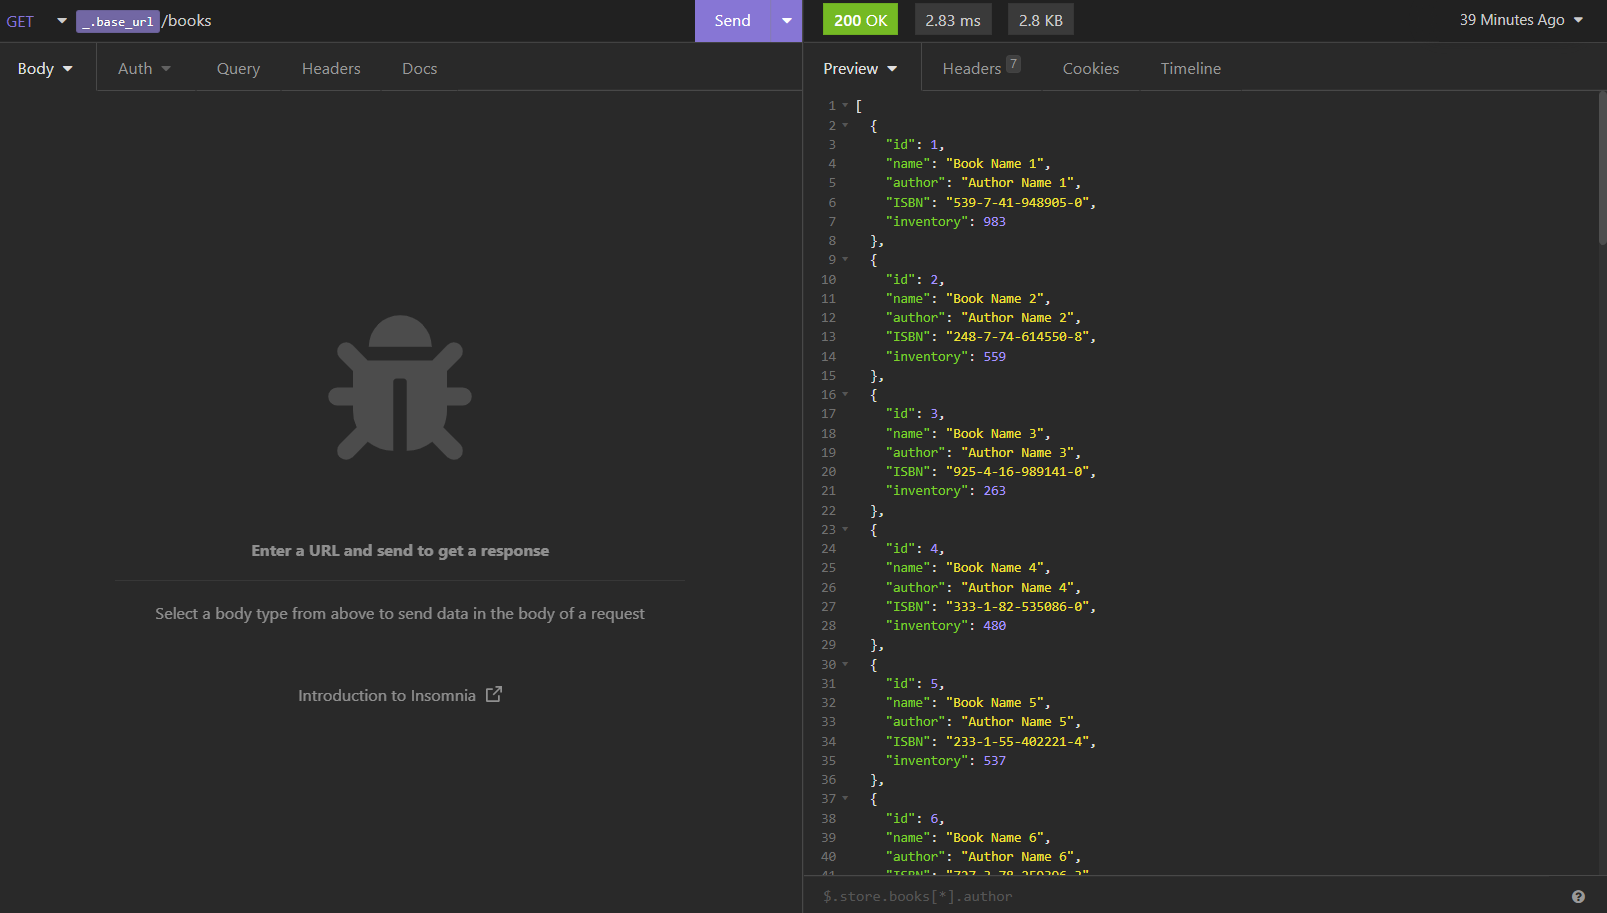 GET _.base_url /books Send
200 OK 2.83 ms 2.8 KB 39 Minutes Ago
Body Auth Query Headers Docs
Preview Headers 7 Cookies Timeline
Enter a URL and send to get a response
Select a body type from above to send data in the body of a request
Introduction to Insomnia
1 [
2 {
3 "id": 1,
4 "name": "Book Name 1",
5 "author": "Author Name 1",
6 "ISBN": "539-7-41-948905-0",
7 "inventory": 983
8 },
9 {
10 "id": 2,
11 "name": "Book Name 2",
12 "author": "Author Name 2",
13 "ISBN": "248-7-74-614550-8",
14 "inventory": 559
15 },
16 {
17 "id": 3,
18 "name": "Book Name 3",
19 "author": "Author Name 3",
20 "ISBN": "925-4-16-989141-0",
21 "inventory": 263
22 },
23 {
24 "id": 4,
25 "name": "Book Name 4",
26 "author": "Author Name 4",
27 "ISBN": "333-1-82-535086-0",
28 "inventory": 480
29 },
30 {
31 "id": 5,
32 "name": "Book Name 5",
33 "author": "Author Name 5",
34 "ISBN": "233-1-55-402221-4",
35 "inventory": 537
36 },
37 {
38 "id": 6,
39 "name": "Book Name 6",
40 "author": "Author Name 6",
41 "ISBN":
$.store.books[*].author